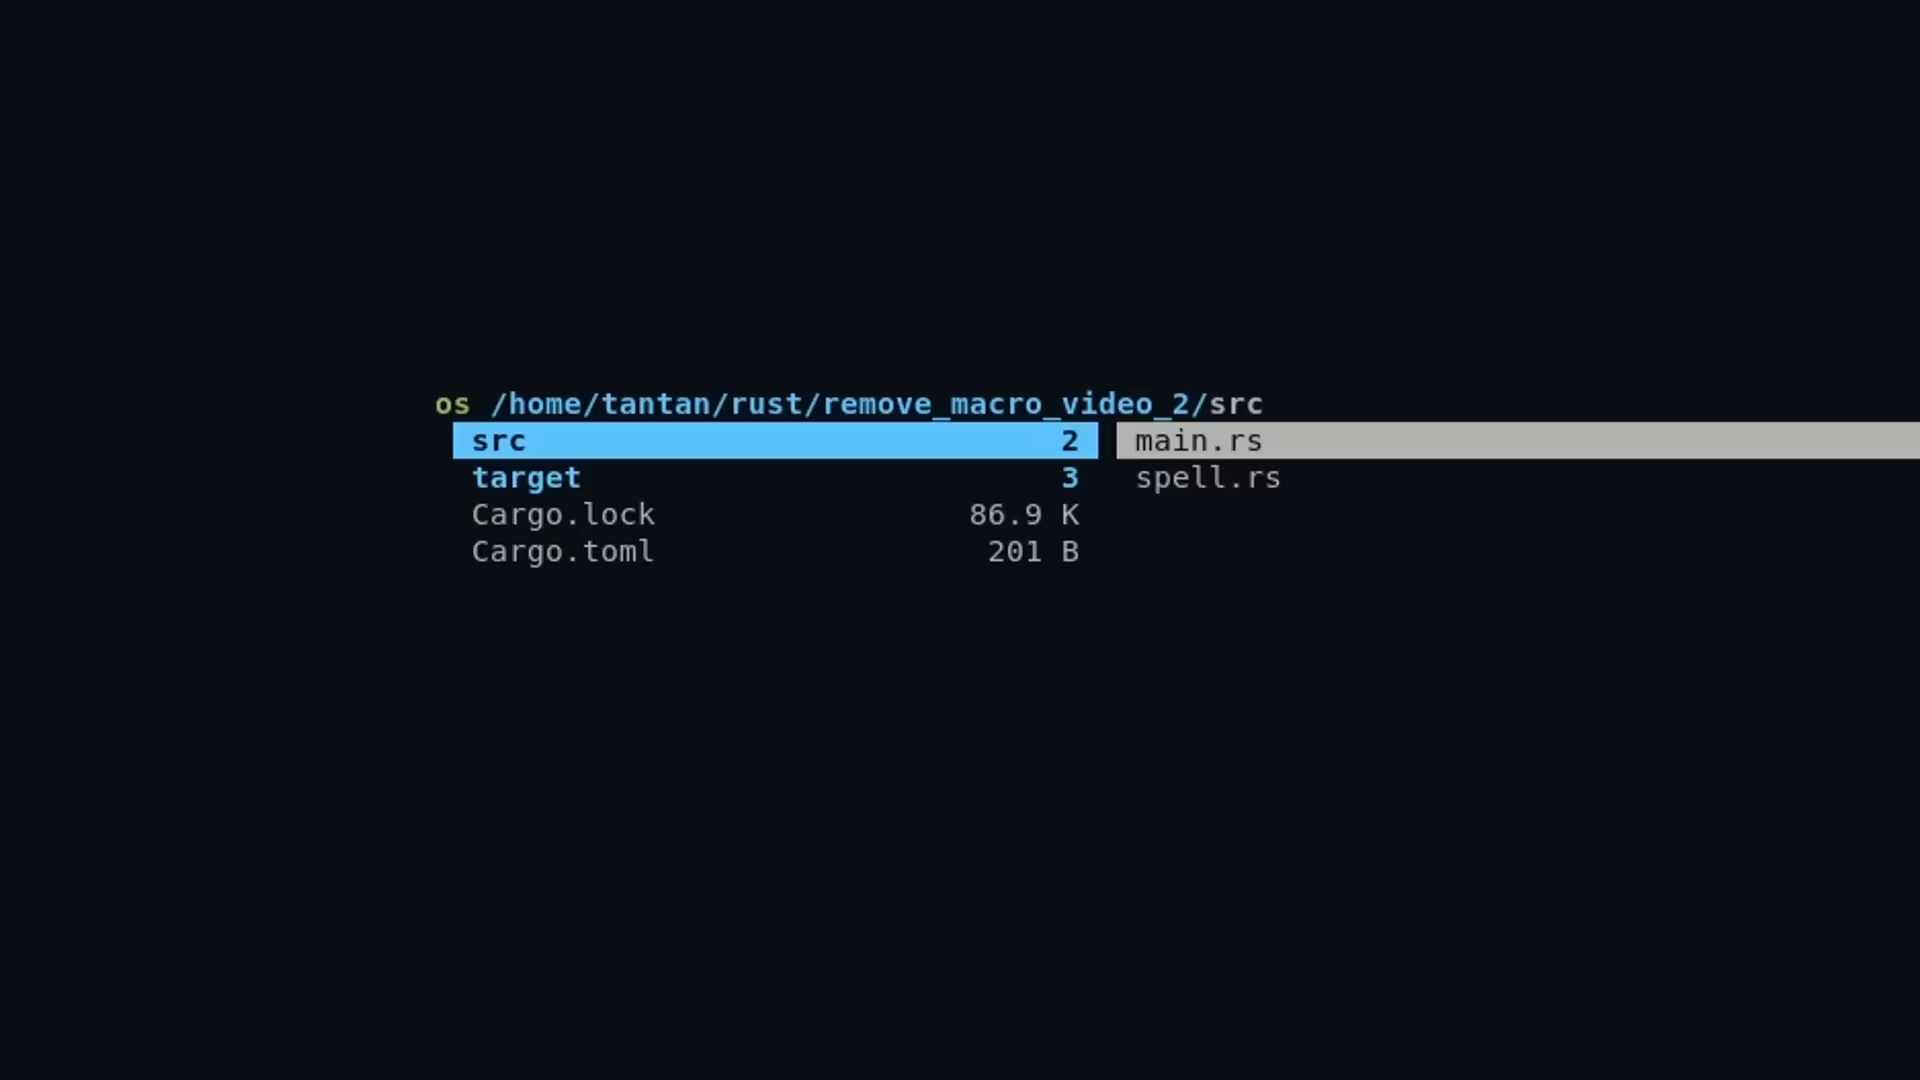 os /home/tantan/rust/remove_macro_video_2/src
src 2 main.rs
target 3 spell.rs
Cargo.lock 86.9 K
Cargo.toml 201 B